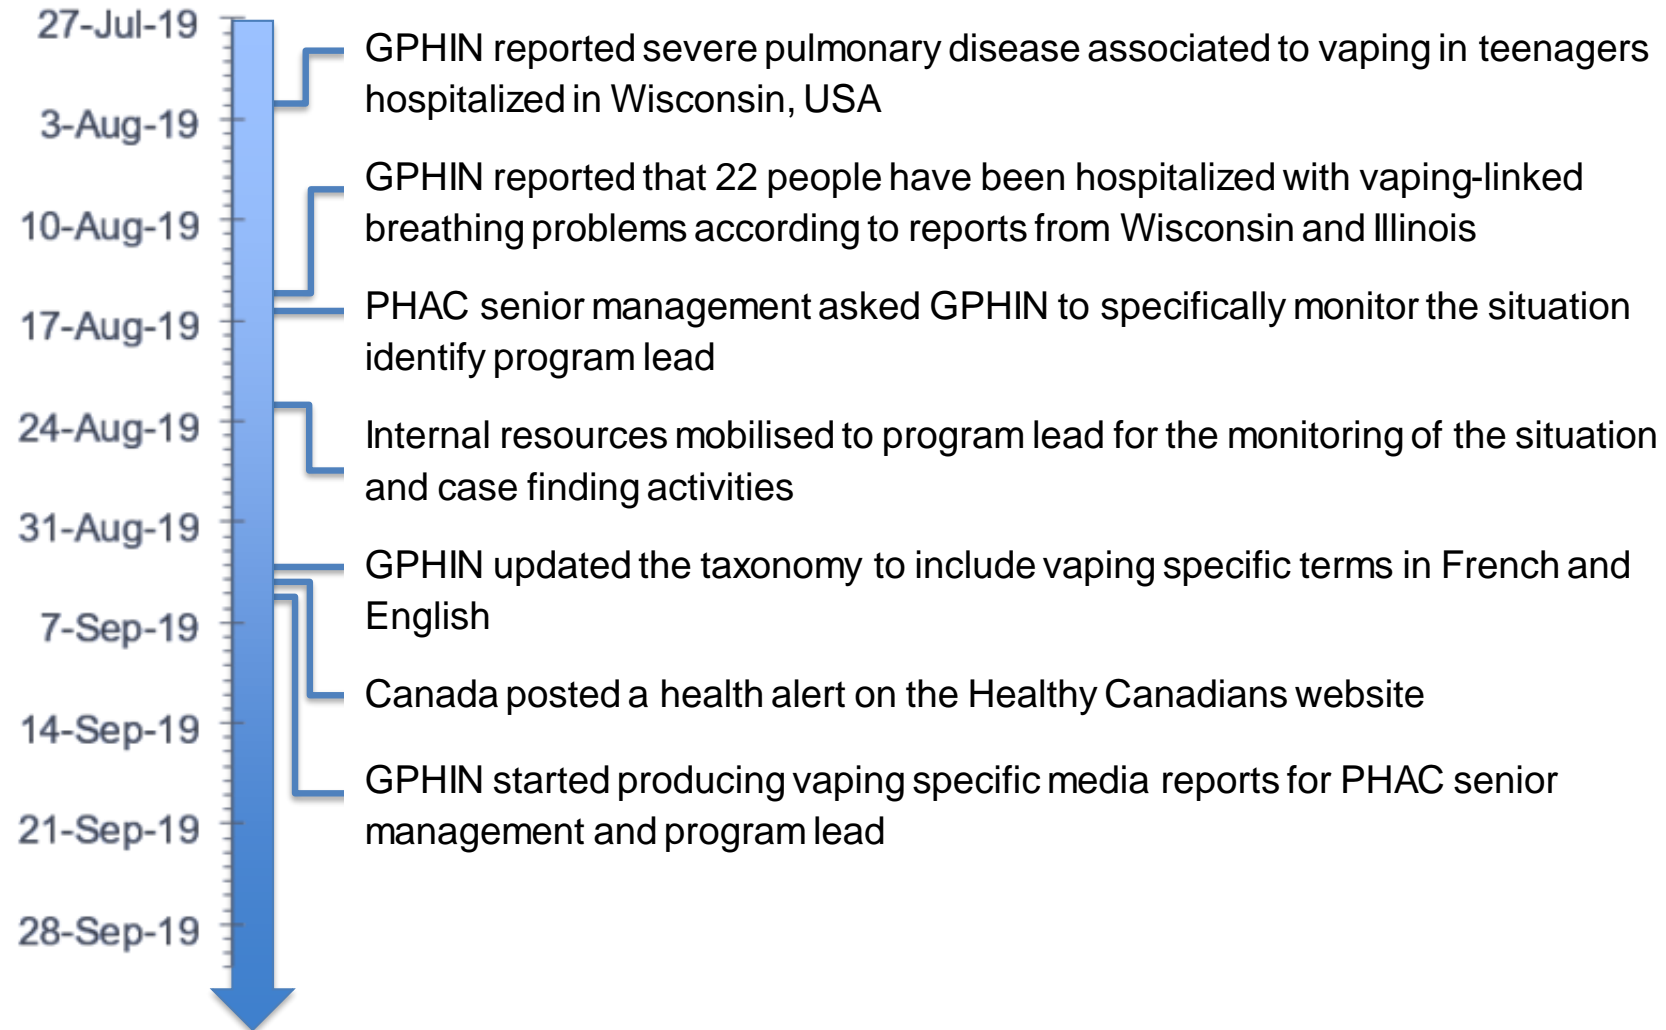 27-Jul-19
3-Aug-19
10-Aug-19
17-Aug-19
24-Aug-19
31-Aug-19
7-Sep-19
14-Sep-19
21-Sep-19
28-Sep-19
GPHIN reported severe pulmonary disease associated to vaping in teenagers
hospitalized in Wisconsin, USA
GPHIN reported that 22 people have been hospitalized with vaping-linked
breathing problems according to reports from Wisconsin and Illinois
PHAC senior management asked GPHIN to specifically monitor the situation
identify program lead
Internal resources mobilised to program lead for the monitoring of the situation
and case finding activities
GPHIN updated the taxonomy to include vaping specific terms in French and
English
Canada posted a health alert on the Healthy Canadians website
GPHIN started producing vaping specific media reports for PHAC senior
management and program lead